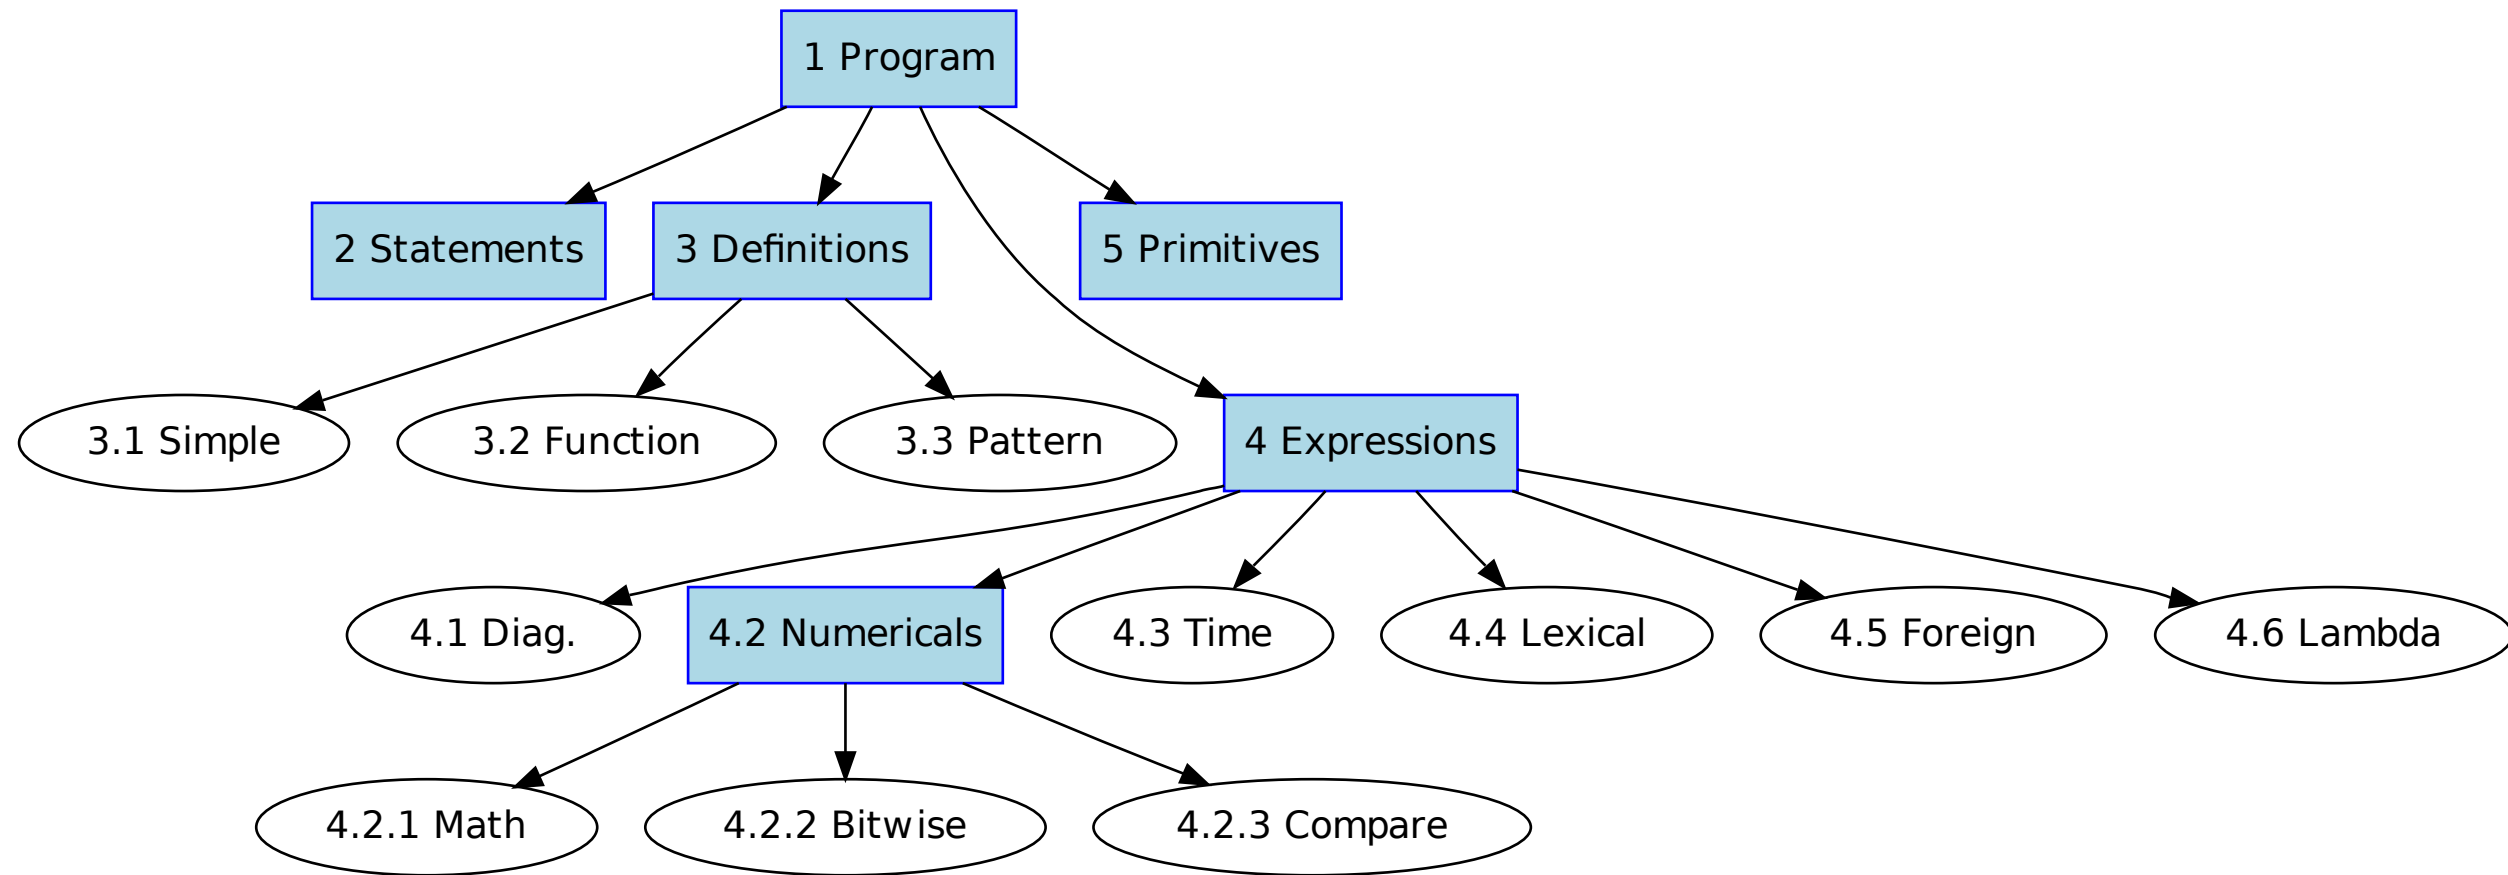 1 Program
2 Statements
3 Definitions
5 Primitives
3.1 Simple
3.2 Function
3.3 Pattern
4 Expressions
4.1 Diag.
4.2 Numericals
4.3 Time
4.4 Lexical
4.5 Foreign
4.6 Lambda
4.2.1 Math
4.2.2 Bitwise
4.2.3 Compare